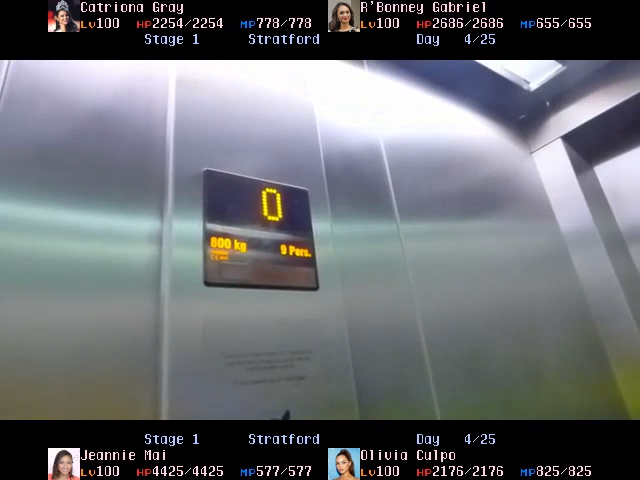 Catriona Gray
Lv100 HP2254/2254 MP778/778
R'Bonney Gabriel
Lv100 HP2686/2686 MP655/655
Stage 1 Stratford Day 4/25
0
800 kg 9 Pers.
Stage 1 Stratford Day 4/25
Jeannie Mai
Lv100 HP4425/4425 MP577/577
Olivia Culpo
Lv100 HP2176/2176 MP825/825